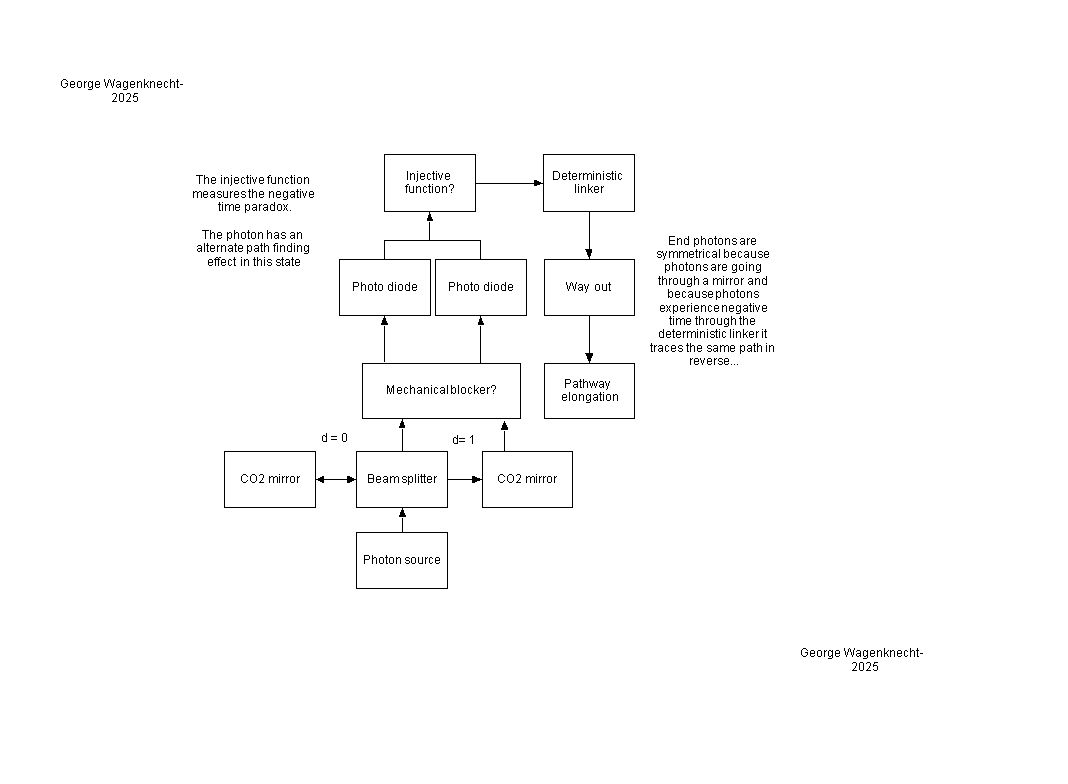 George Wagenknecht-
2025
The injective function
measures the negative
time paradox.
The photon has an
alternate path finding
effect in this state
Injective
function?
Deterministic
linker
Photo diode
Photo diode
Way out
End photons are
symmetrical because
photons are going
through a mirror and
because photons
experience negative
time through the
deterministic linker it
traces the same path in
reverse...
Mechanical blocker?
Pathway
elongation
d = 0
d= 1
CO2 mirror
Beam splitter
CO2 mirror
Photon source
George Wagenknecht-
2025